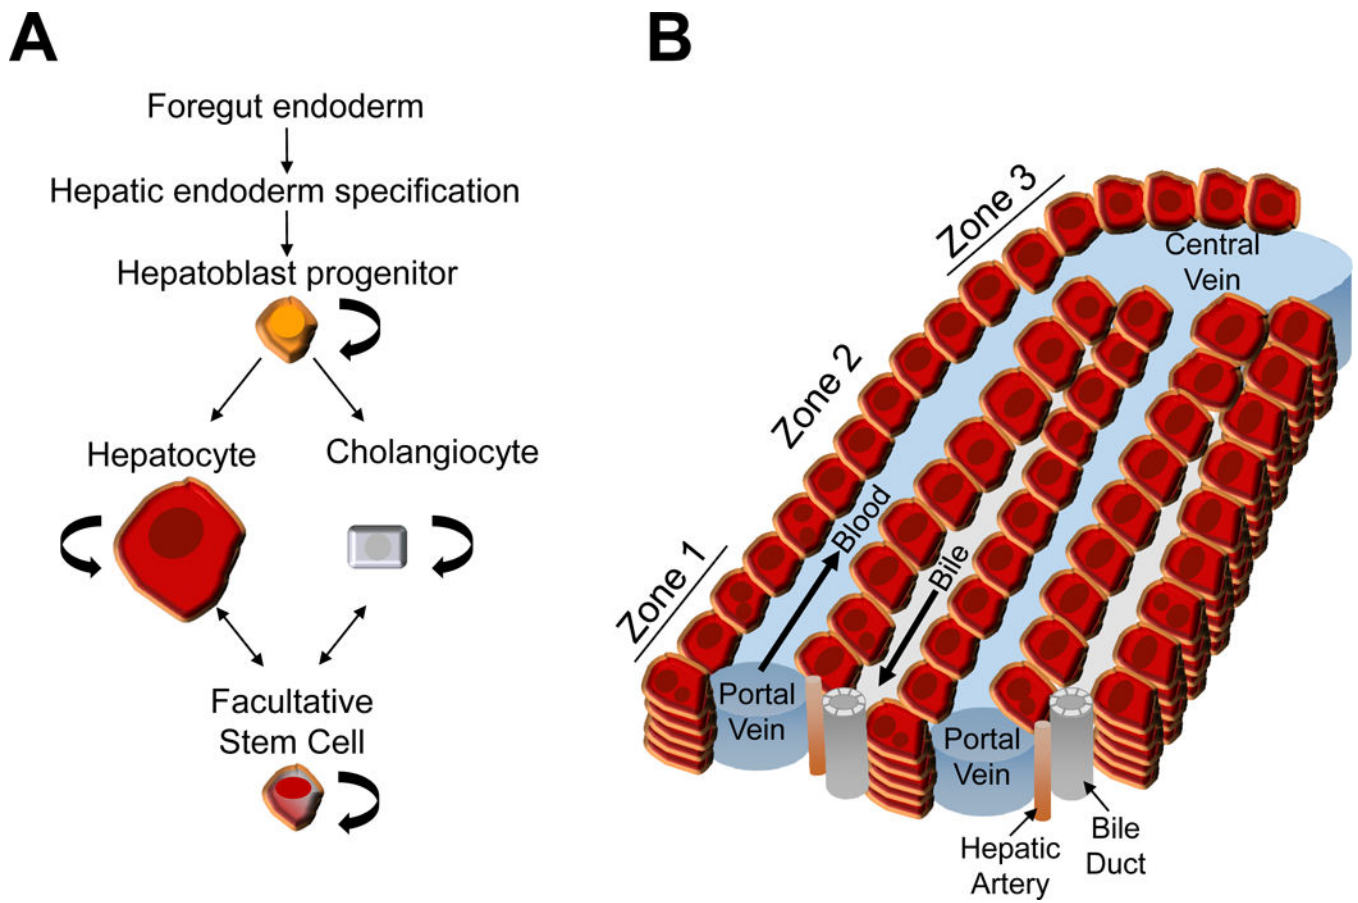 A
Foregut endoderm
Hepatic endoderm specification
Hepatoblast progenitor
Hepatocyte
Cholangiocyte
Facultative
Stem Cell
B
Zone 3
Central
Vein
Zone 2
Blood
Bile
Zone 1
Portal
Vein
Portal
Vein
Hepatic
Artery
Bile
Duct